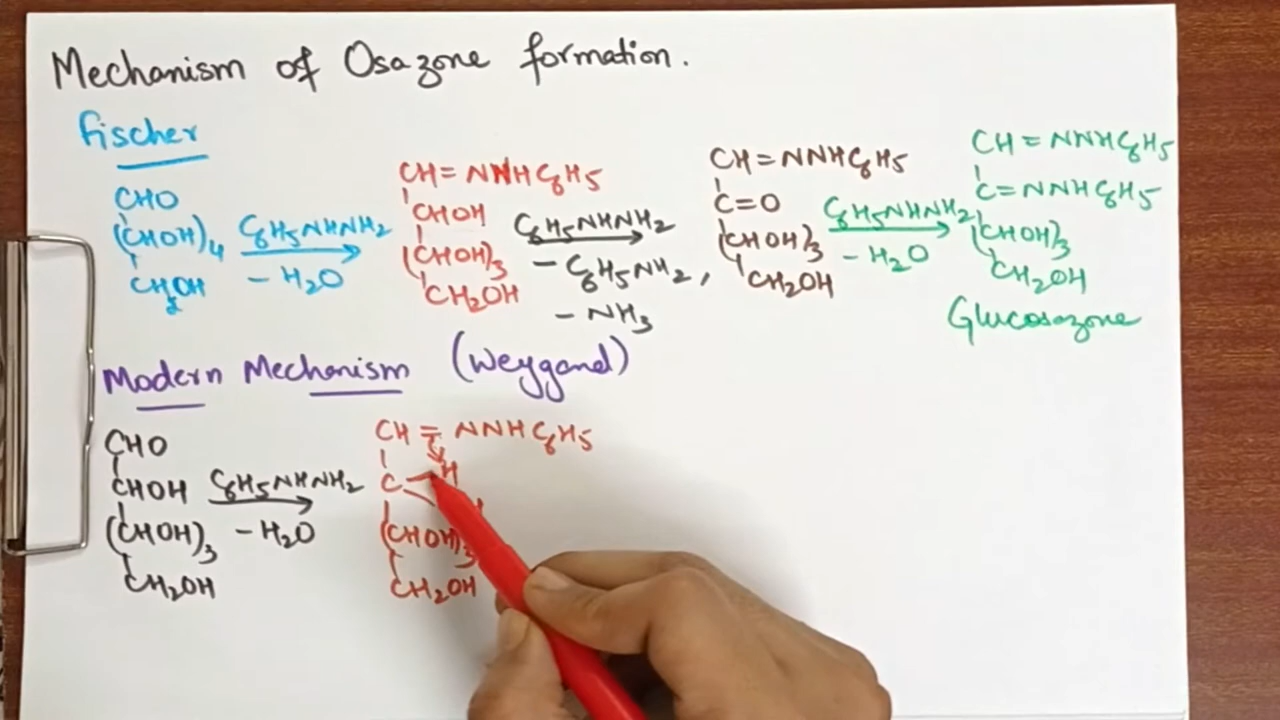 Mechanism of Osazone formation.
Fischer
CHO
(CHOH)4
CH2OH
C6H5NHNH2
- H2O
CH = NNHC6H5
CHOH
(CHOH)3
CH2OH
C6H5NHNH2
- C6H5NH2,
- NH3
CH = NNHC6H5
C=O
(CHOH)3
CH2OH
C6H5NHNH2
- H2O
CH = NNHC6H5
C=NNHC6H5
(CHOH)3
CH2OH
Glucosazone
Modern Mechanism (Weygand)
CHO
CHOH
(CHOH)3
CH2OH
C6H5NHNH2
- H2O
CH = NNHC6H5
C H
(CHOH)3
CH2OH